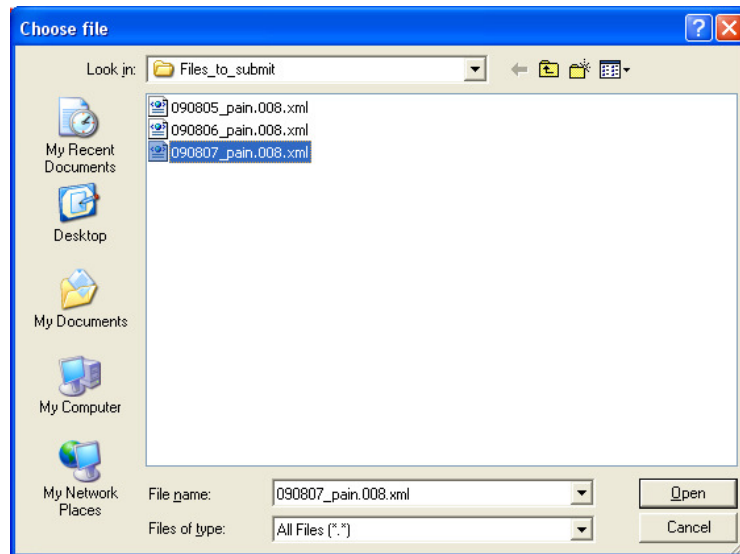 Choose file
Look in:
Files_to_submit
090805_pain.008.xml
090806_pain.008.xml
090807_pain.008.xml
My Recent
Documents
Desktop
My Documents
My Computer
My Network
Places
File name:
090807_pain.008.xml
Open
Files of type:
All Files (*.*)
Cancel